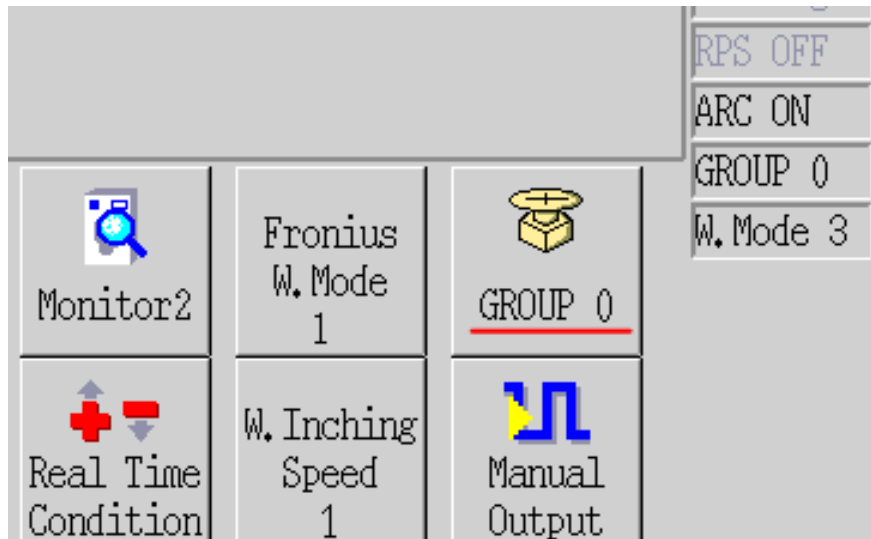 RPS OFF
ARC ON
GROUP 0
W.Mode 3
Monitor2
Fronius
W.Mode
1
GROUP 0
Real Time
Condition
W.Inching
Speed
1
Manual
Output